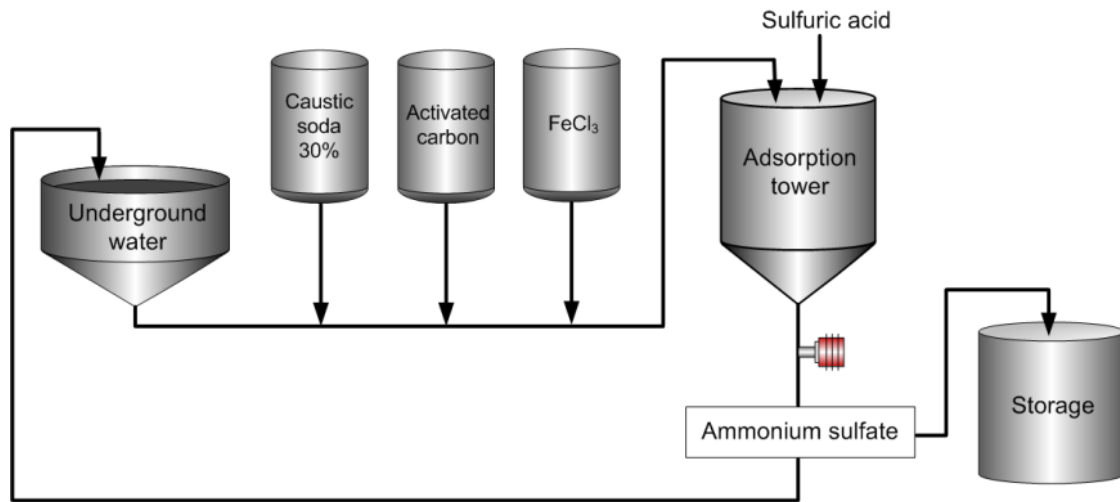 Sulfuric acid
Caustic
soda
30%
Activated
carbon
FeCl₃
Adsorption
tower
Underground
water
Storage
Ammonium sulfate